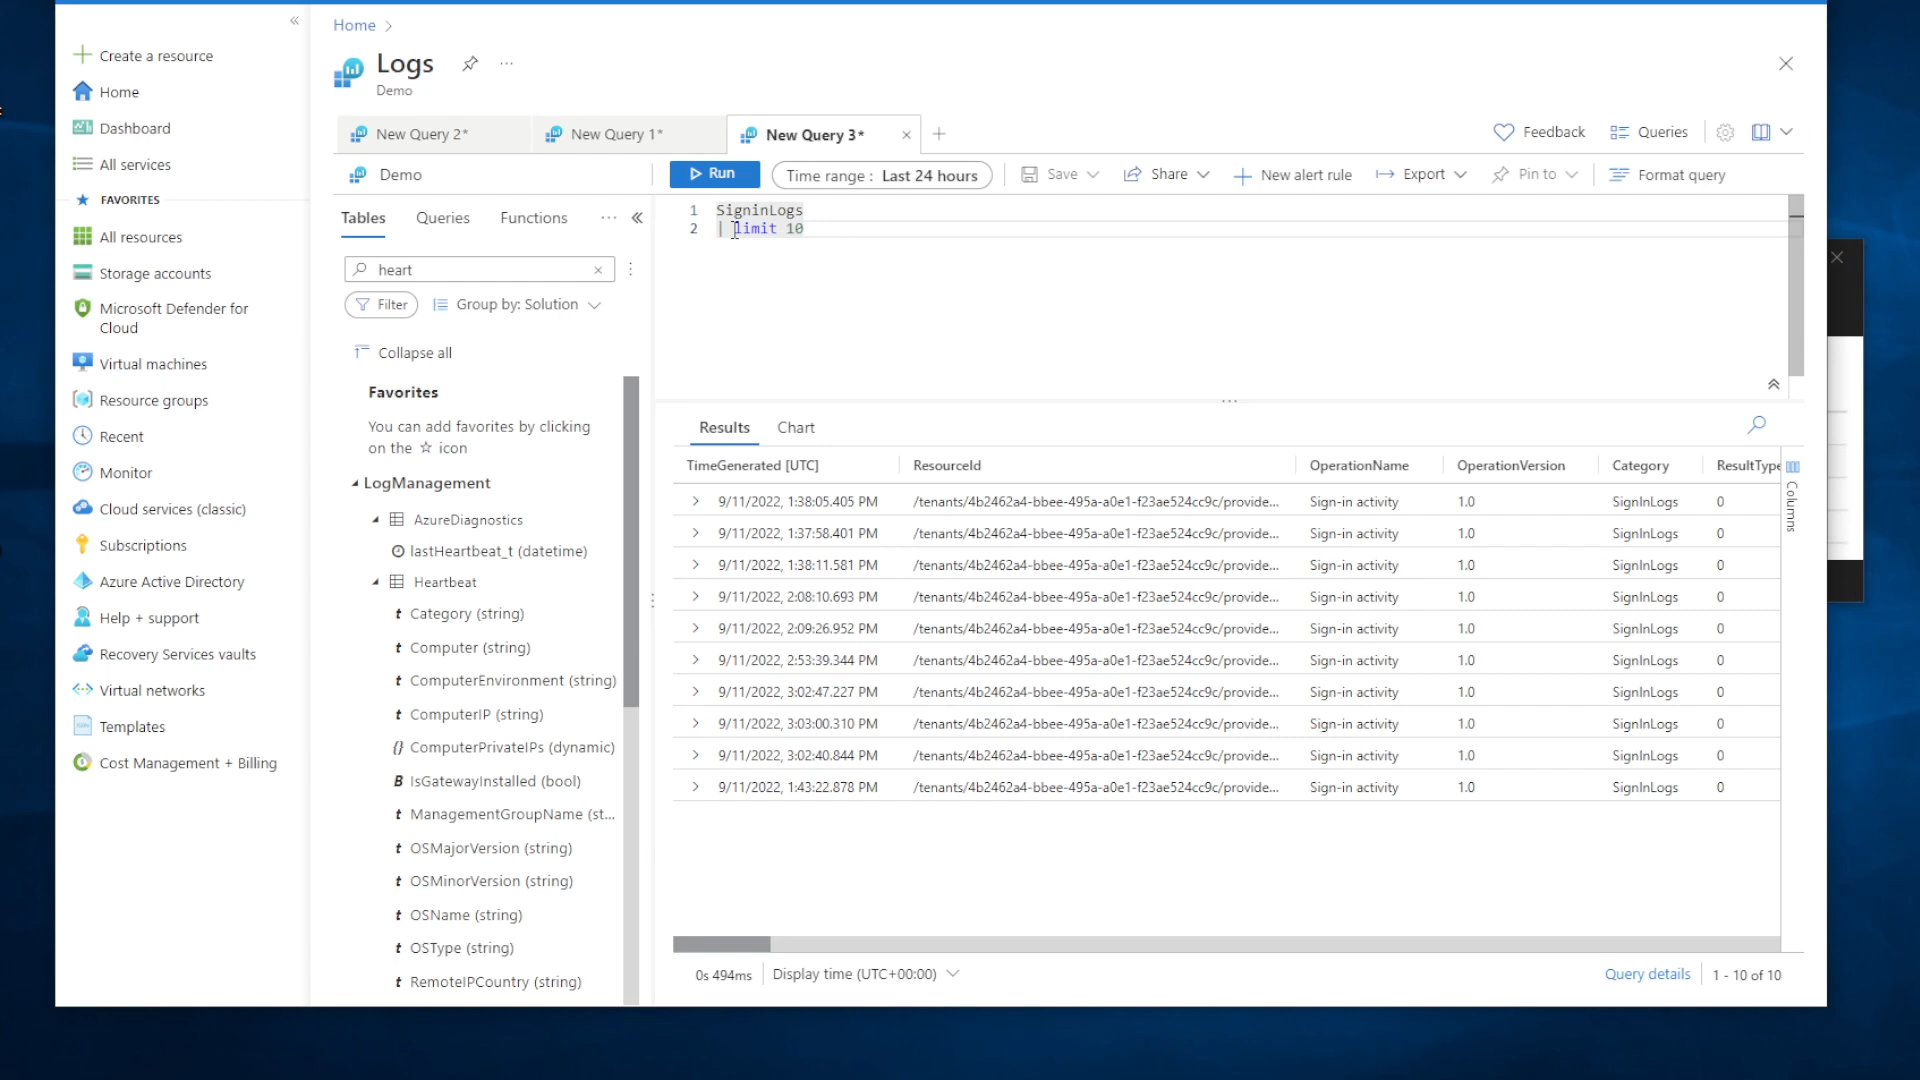 Create a resource
Home
Dashboard
All services
FAVORITES
All resources
Storage accounts
Microsoft Defender for
Cloud
Virtual machines
Resource groups
Recent
Monitor
Cloud services (classic)
Subscriptions
Azure Active Directory
Help + support
Recovery Services vaults
Virtual networks
Templates
Cost Management + Billing
Home >
Logs
Demo
New Query 2* New Query 1* New Query 3* Feedback Queries
Demo Run Time range : Last 24 hours Save Share New alert rule Export Pin to Format query
Tables Queries Functions
heart
Filter Group by: Solution
Collapse all
Favorites
You can add favorites by clicking
on the ☆ icon
LogManagement
AzureDiagnostics
lastHeartbeat_t (datetime)
Heartbeat
t Category (string)
t Computer (string)
t ComputerEnvironment (string)
t ComputerIP (string)
{} ComputerPrivateIPs (dynamic)
B IsGatewayInstalled (bool)
t ManagementGroupName (st...
t OSMajorVersion (string)
t OSMinorVersion (string)
t OSName (string)
t OSType (string)
t RemoteIPCountry (string)
1 SigninLogs
2 | limit 10
Results Chart
TimeGenerated [UTC] ResourceId OperationName OperationVersion Category ResultType
9/11/2022, 1:38:05.405 PM /tenants/4b2462a4-bbee-495a-a0e1-f23ae524cc9c/provide... Sign-in activity 1.0 SignInLogs 0
9/11/2022, 1:37:58.401 PM /tenants/4b2462a4-bbee-495a-a0e1-f23ae524cc9c/provide... Sign-in activity 1.0 SignInLogs 0
9/11/2022, 1:38:11.581 PM /tenants/4b2462a4-bbee-495a-a0e1-f23ae524cc9c/provide... Sign-in activity 1.0 SignInLogs 0
9/11/2022, 2:08:10.693 PM /tenants/4b2462a4-bbee-495a-a0e1-f23ae524cc9c/provide... Sign-in activity 1.0 SignInLogs 0
9/11/2022, 2:09:26.952 PM /tenants/4b2462a4-bbee-495a-a0e1-f23ae524cc9c/provide... Sign-in activity 1.0 SignInLogs 0
9/11/2022, 2:53:39.344 PM /tenants/4b2462a4-bbee-495a-a0e1-f23ae524cc9c/provide... Sign-in activity 1.0 SignInLogs 0
9/11/2022, 3:02:47.227 PM /tenants/4b2462a4-bbee-495a-a0e1-f23ae524cc9c/provide... Sign-in activity 1.0 SignInLogs 0
9/11/2022, 3:03:00.310 PM /tenants/4b2462a4-bbee-495a-a0e1-f23ae524cc9c/provide... Sign-in activity 1.0 SignInLogs 0
9/11/2022, 3:02:40.844 PM /tenants/4b2462a4-bbee-495a-a0e1-f23ae524cc9c/provide... Sign-in activity 1.0 SignInLogs 0
9/11/2022, 1:43:22.878 PM /tenants/4b2462a4-bbee-495a-a0e1-f23ae524cc9c/provide... Sign-in activity 1.0 SignInLogs 0
Columns
0s 494ms Display time (UTC+00:00) Query details 1 - 10 of 10